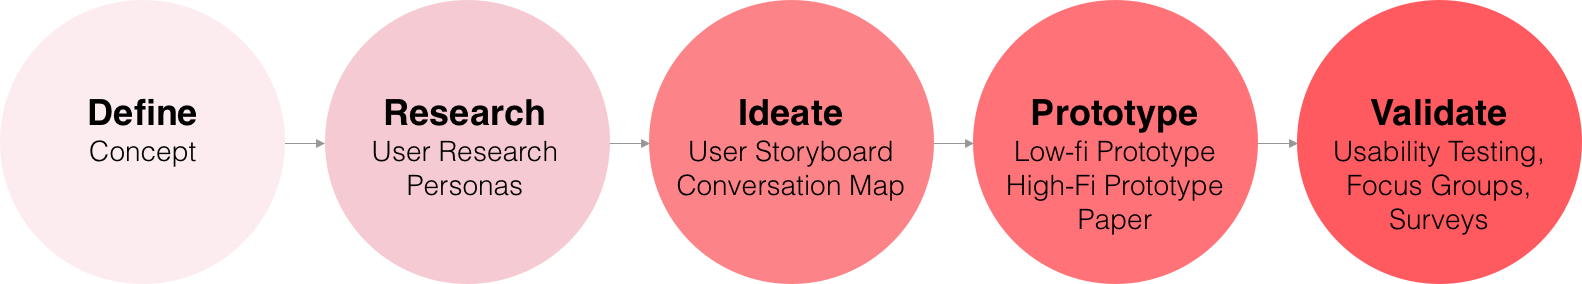 Define
Concept
Research
User Research
Personas
Ideate
User Storyboard
Conversation Map
Prototype
Low-fi Prototype
High-Fi Prototype
Paper
Validate
Usability Testing,
Focus Groups,
Surveys